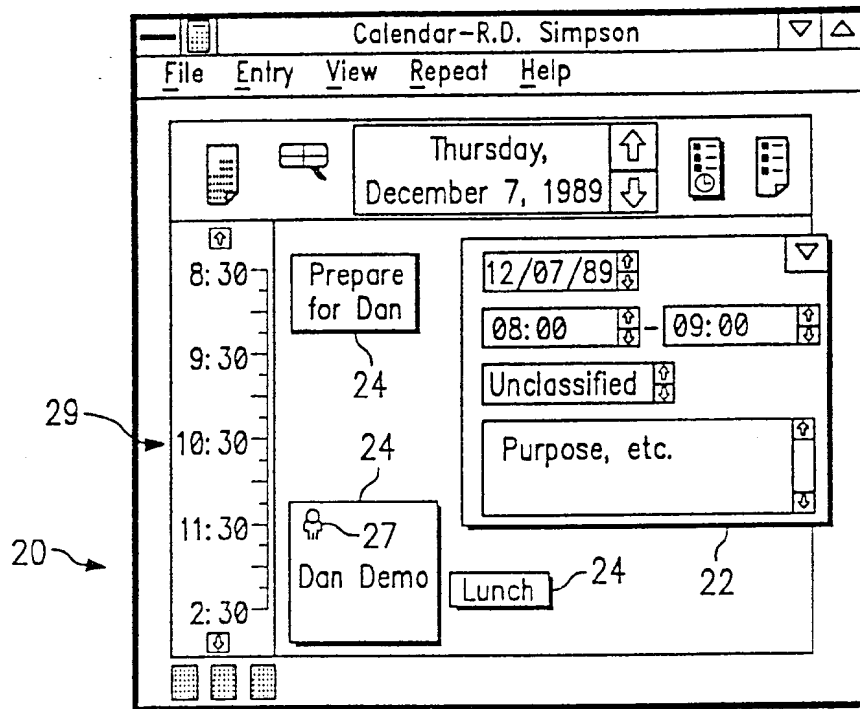 Calendar-R.D. Simpson
File Entry View Repeat Help
Thursday,
December 7, 1989
8:30
9:30
10:30
11:30
2:30
Prepare
for Dan
24
12/07/89
08:00 - 09:00
Unclassified
Purpose, etc.
22
29
24
27
Dan Demo
Lunch
24
20